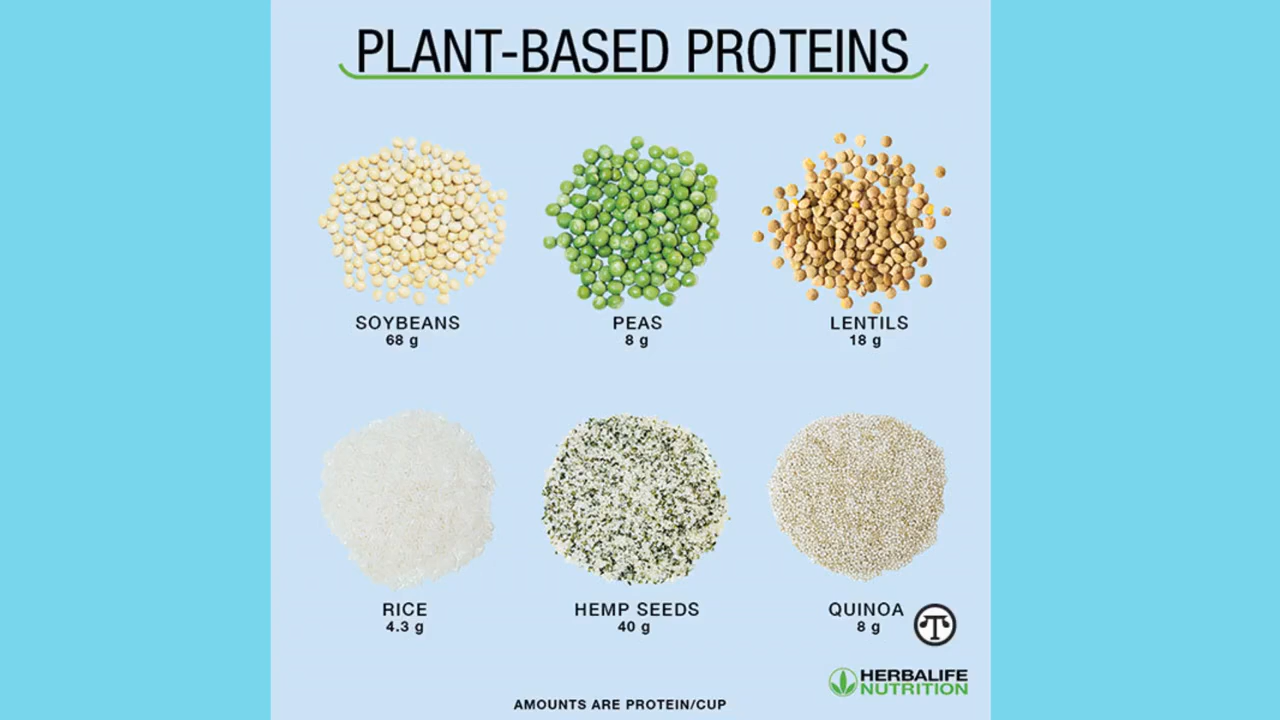 PLANT-BASED PROTEINS
SOYBEANS
68 g
PEAS
8 g
LENTILS
18 g
RICE
4.3 g
HEMP SEEDS
40 g
QUINOA
8 g
T
HERBALIFE
NUTRITION
AMOUNTS ARE PROTEIN/CUP